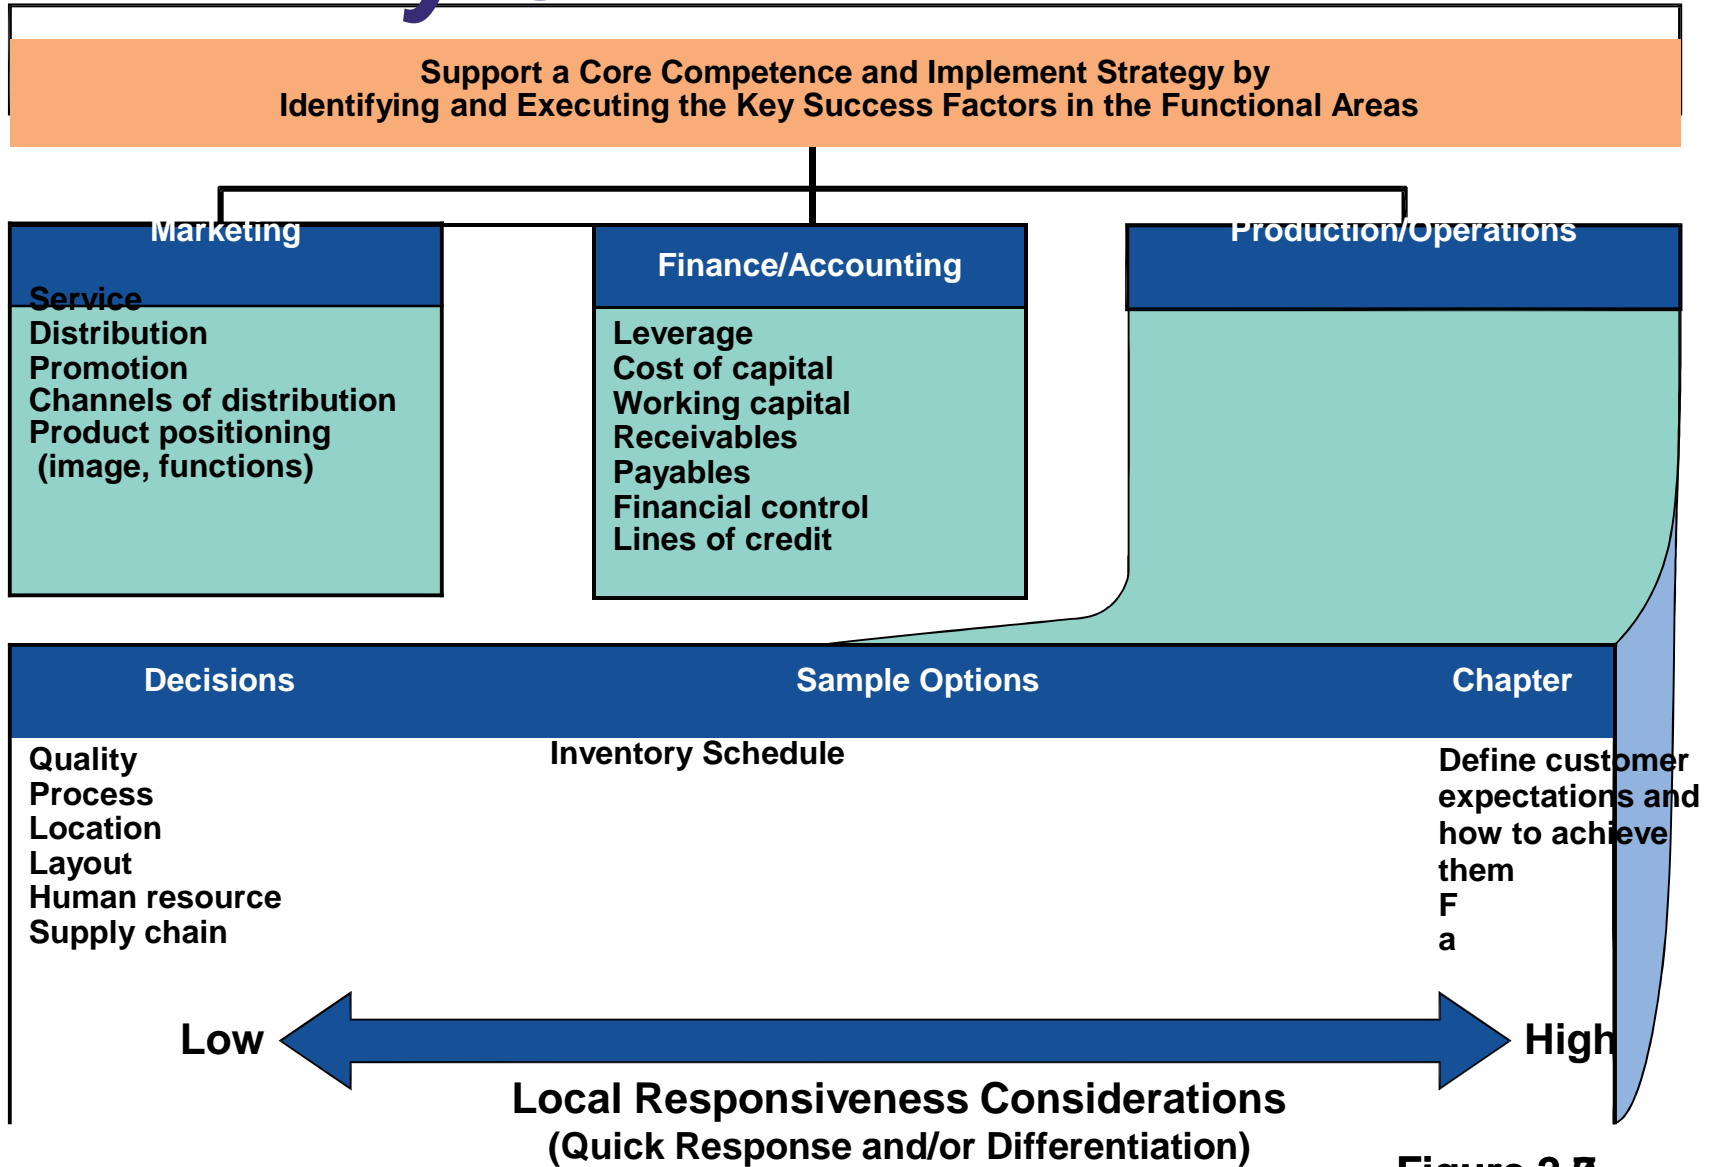 Support a Core Competence and Implement Strategy by
Identifying and Executing the Key Success Factors in the Functional Areas
Marketing
Service
Distribution
Promotion
Channels of distribution
Product positioning
(image, functions)
Finance/Accounting
Leverage
Cost of capital
Working capital
Receivables
Payables
Financial control
Lines of credit
Production/Operations
Decisions Sample Options Chapter
Quality
Process
Location
Layout
Human resource
Supply chain
Inventory Schedule
Define customer
expectations and
how to achieve
them
F
a
Low
High
Local Responsiveness Considerations
(Quick Response and/or Differentiation)
Figure